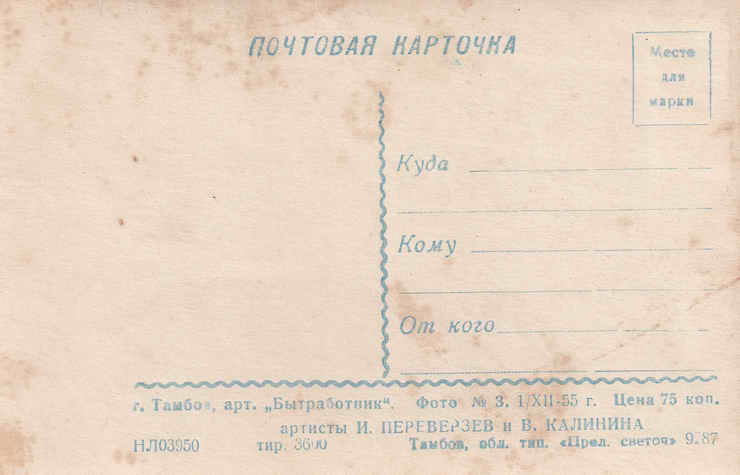 ПОЧТОВАЯ КАРТОЧКА
Место
для
марки
Куда
Кому
От кого
г. Тамбов, арт. „Бытработник“. Фото № 3. 1/XII-55 г. Цена 75 коп.
артисты И. ПЕРЕВЕРЗЕВ и В. КАЛИНИНА
НЛ03950 тир. 3600 Тамбов, обл. тип. «Прол. светоч»